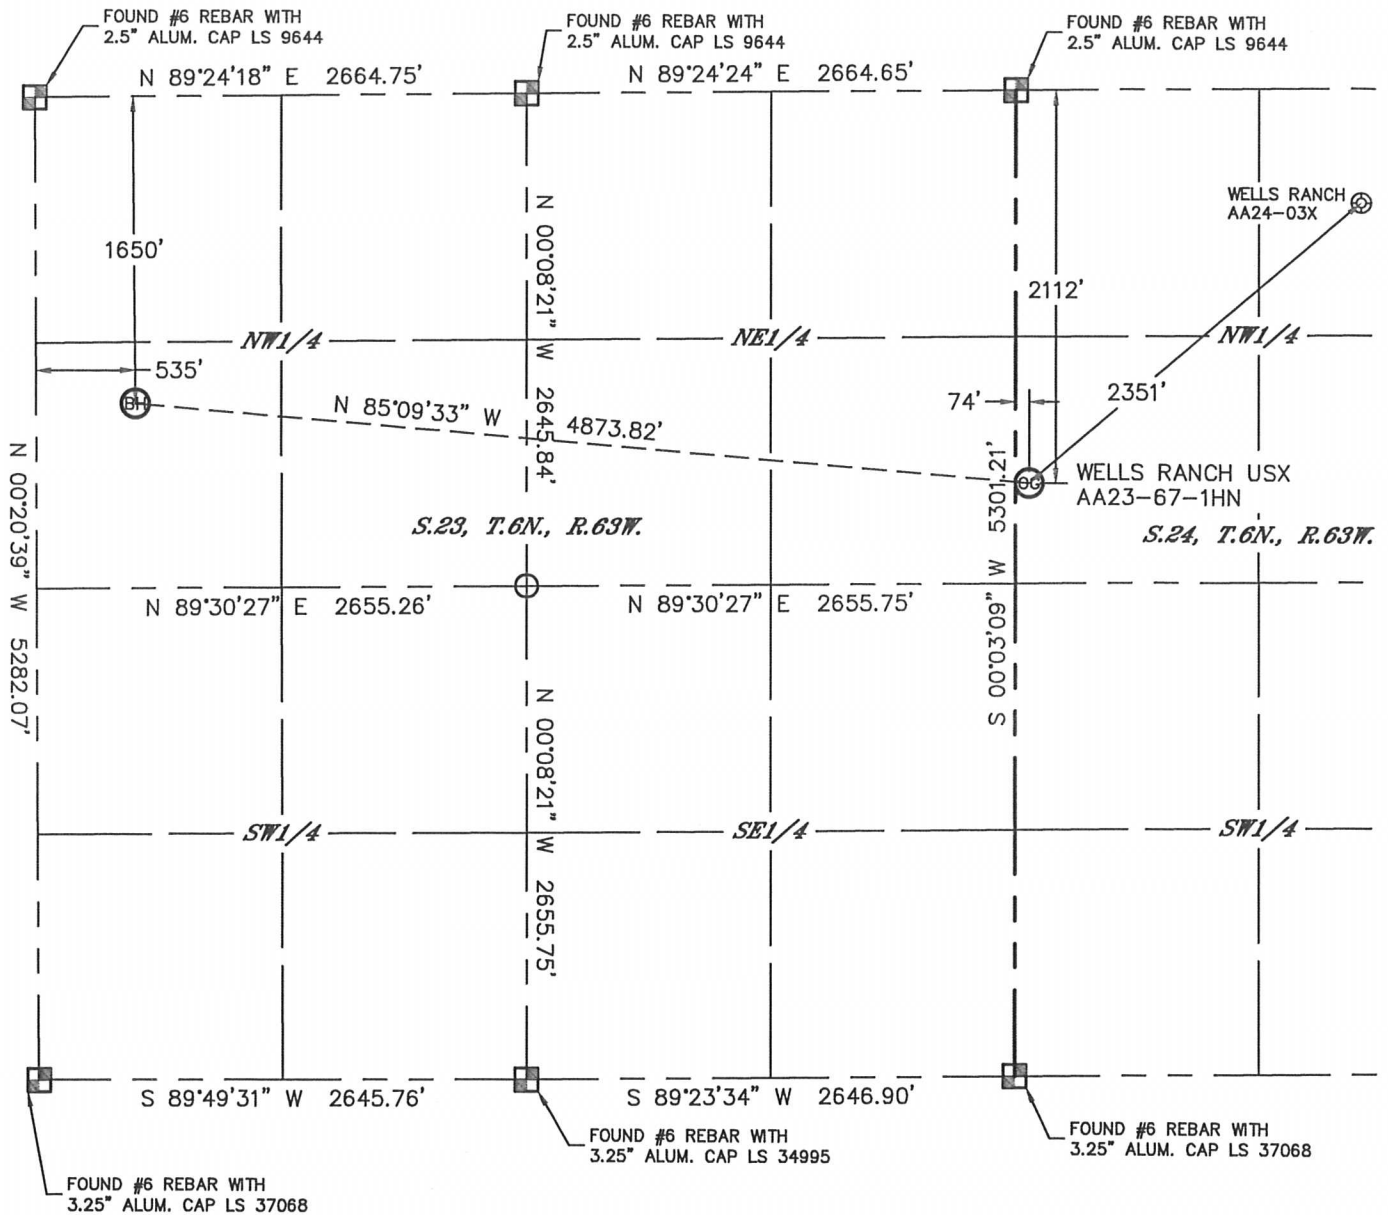 FOUND #6 REBAR WITH
2.5" ALUM. CAP LS 9644
FOUND #6 REBAR WITH
2.5" ALUM. CAP LS 9644
FOUND #6 REBAR WITH
2.5" ALUM. CAP LS 9644
N 89°24'18" E 2664.75'
N 89°24'24" E 2664.65'
WELLS RANCH
AA24-03X
1650'
N 00°08'21" W 2645.84'
2112'
NW1/4
NE1/4
NW1/4
535'
BH
N 85°09'33" W 4873.82'
74'
2351'
OG
WELLS RANCH USX
AA23-67-1HN
N 00°20'39" W 5282.07'
S 00°03'09" W 5301.21'
S.23, T.6N., R.63W.
S.24, T.6N., R.63W.
N 89°30'27" E 2655.26'
N 89°30'27" E 2655.75'
N 00°08'21" W 2655.75'
SW1/4
SE1/4
SW1/4
S 89°49'31" W 2645.76'
S 89°23'34" W 2646.90'
FOUND #6 REBAR WITH
3.25" ALUM. CAP LS 37068
FOUND #6 REBAR WITH
3.25" ALUM. CAP LS 34995
FOUND #6 REBAR WITH
3.25" ALUM. CAP LS 37068